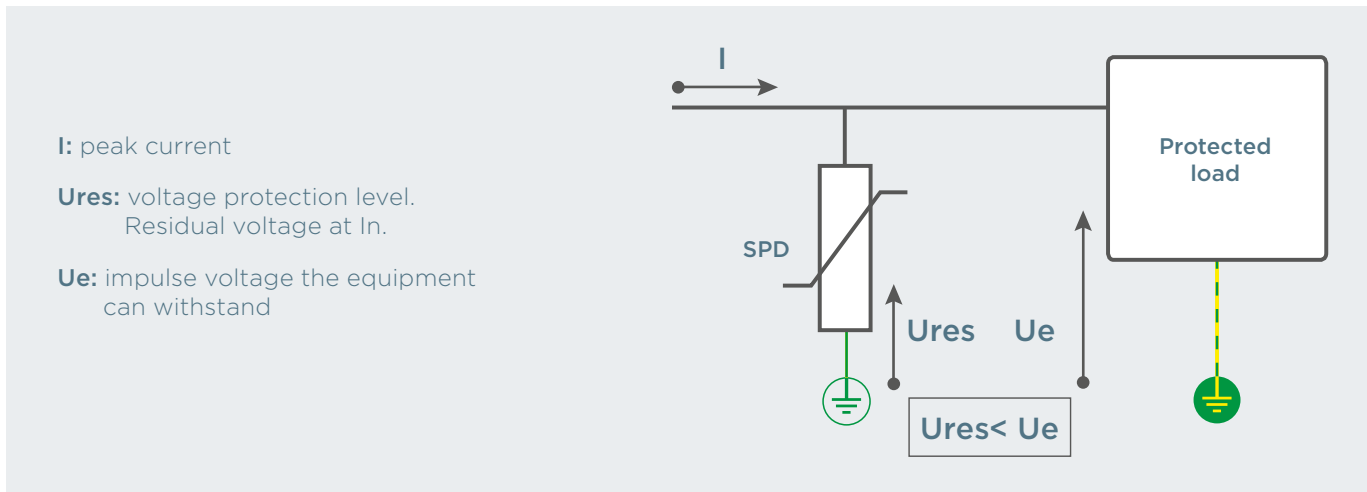 I: peak current
Ures: voltage protection level.
Residual voltage at In.
Ue: impulse voltage the equipment
can withstand
I
Protected
load
SPD
Ures Ue
Ures< Ue